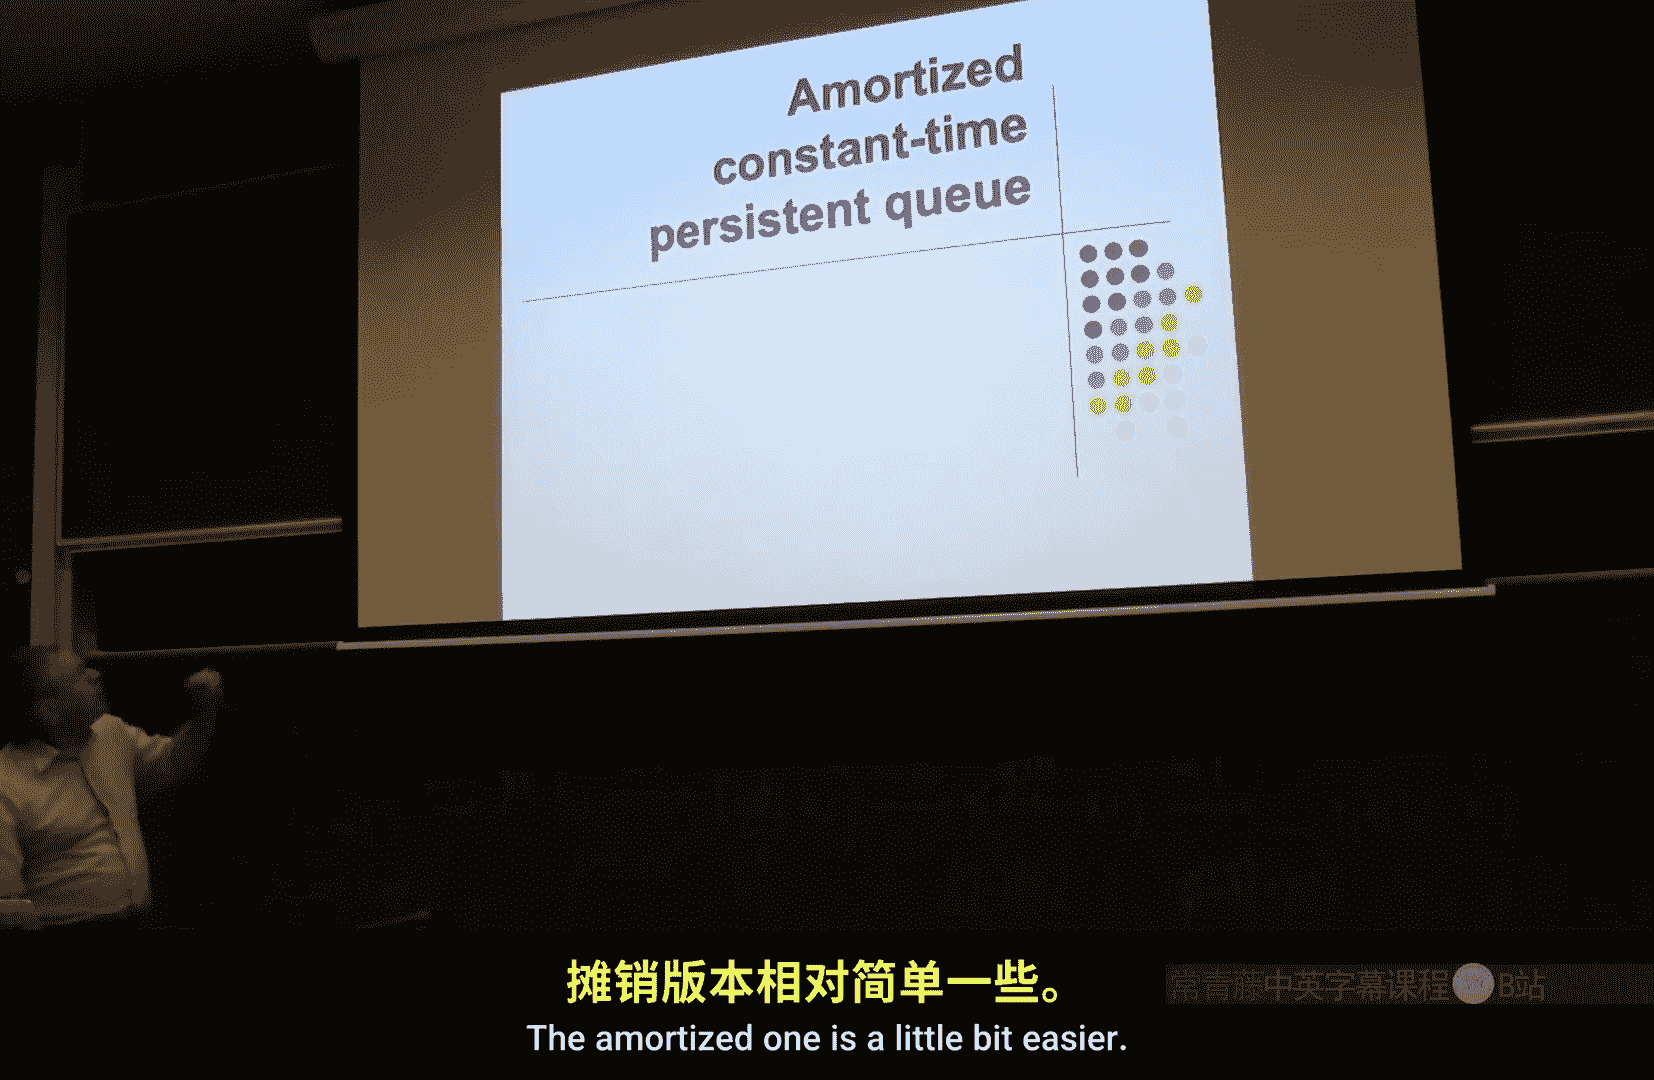 Amortized
constant-time
persistent queue
摊销版本相对简单一些。
常青藤中英字幕课程 B站
The amortized one is a little bit easier.